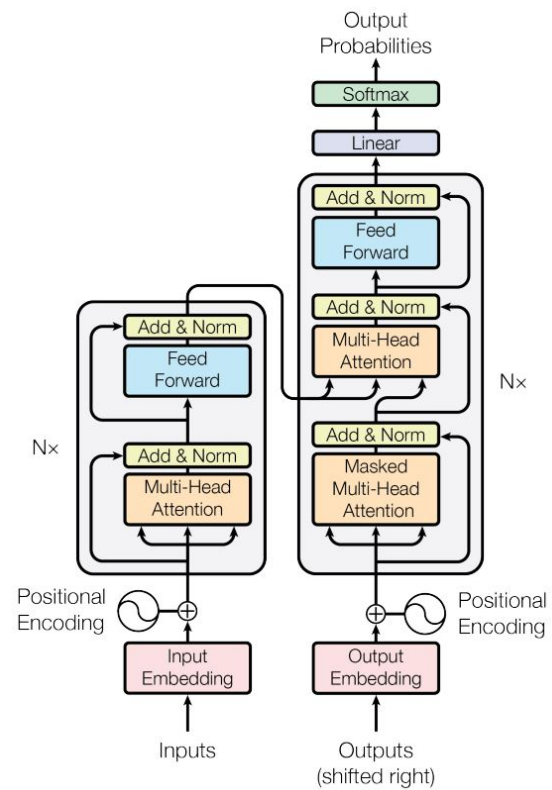 Output
Probabilities
Softmax
Linear
Add & Norm
Feed
Forward
Add & Norm
Multi-Head
Attention
Add & Norm
Masked
Multi-Head
Attention
N×
Add & Norm
Feed
Forward
Add & Norm
Multi-Head
Attention
N×
Positional
Encoding
Positional
Encoding
Input
Embedding
Output
Embedding
Inputs
Outputs
(shifted right)